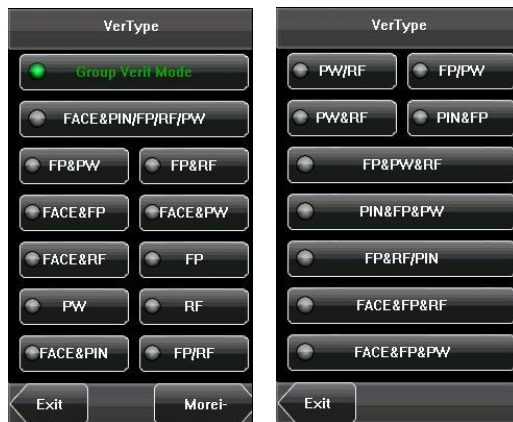 VerType
Group Verif Mode
FACE&PIN/FP/RF/PW
FP&PW FP&RF
FACE&FP FACE&PW
FACE&RF FP
PW RF
FACE&PIN FP/RF
Exit Morei-
VerType
PW/RF FP/PW
PW&RF PIN&FP
FP&PW&RF
PIN&FP&PW
FP&RF/PIN
FACE&FP&RF
FACE&FP&PW
Exit